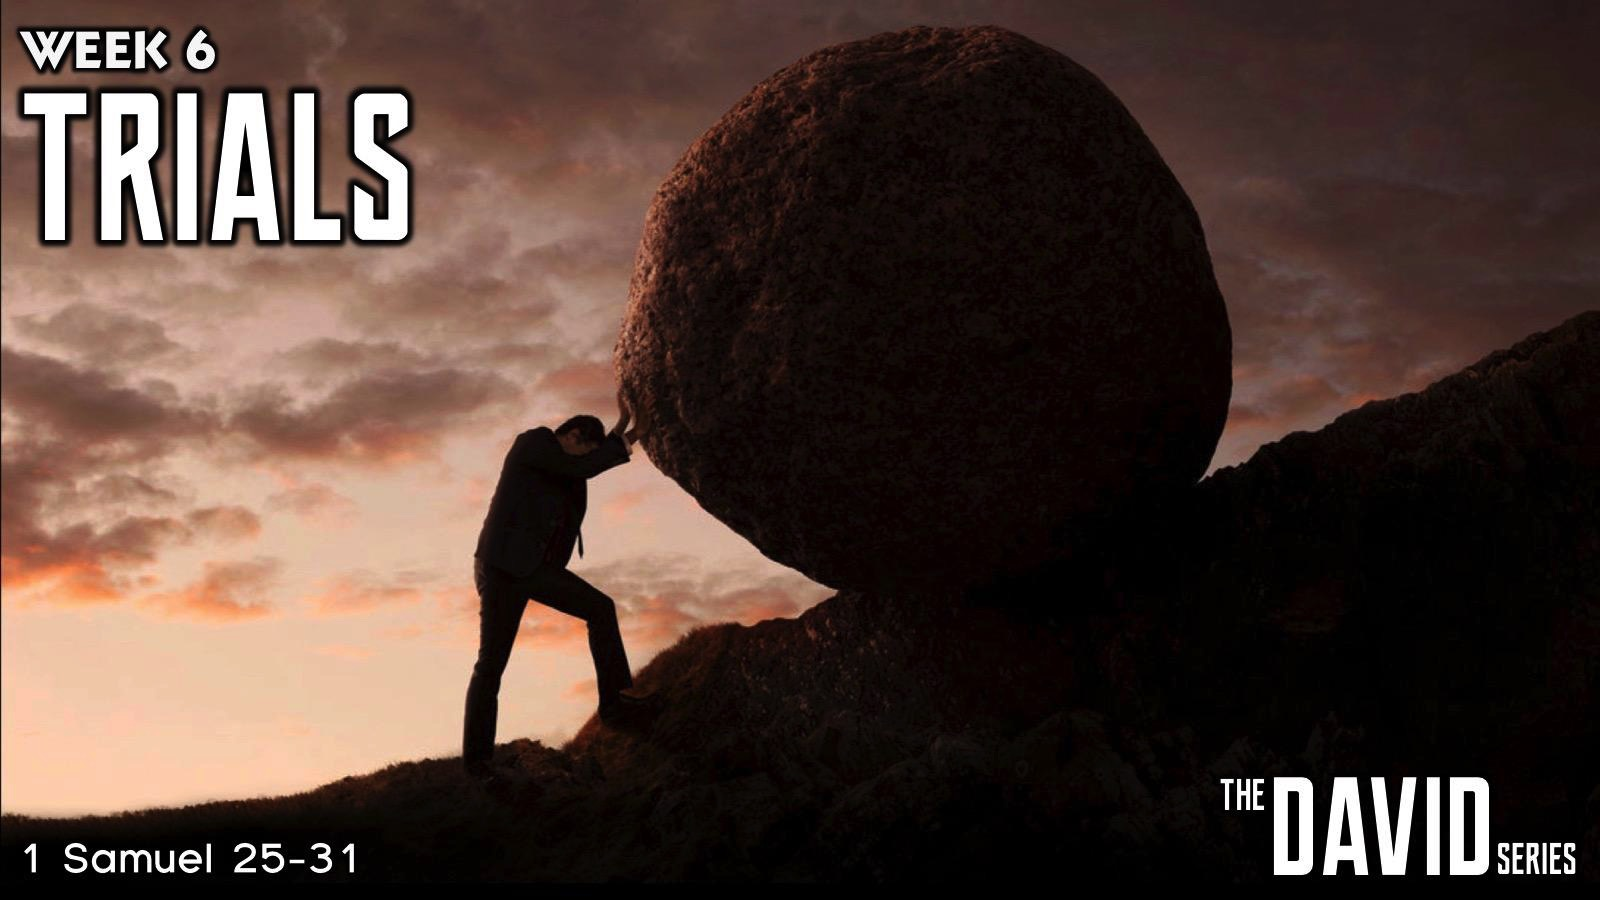 WEEK 6
TRIALS
1 Samuel 25-31
THE DAVID SERIES